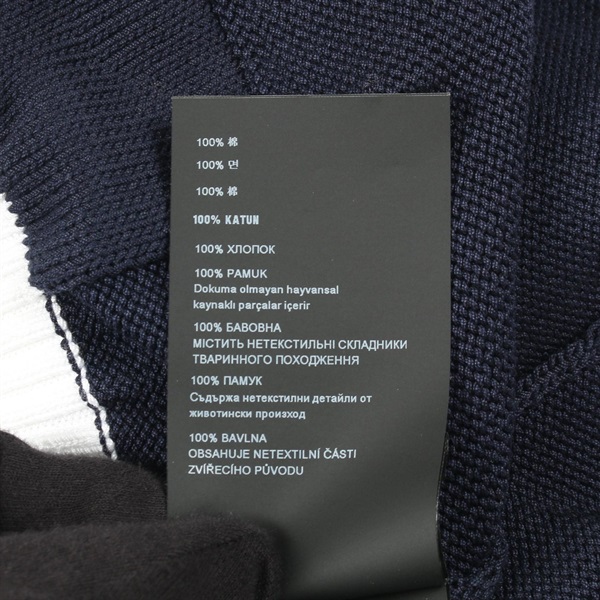 100% 棉
100% 면
100% 棉
100% KATUN
100% ХЛОПОК
100% PAMUK
Dokuma olmayan hayvansal
kaynaklı parçalar içerir
100% БАВОВНА
МІСТИТЬ НЕТЕКСТИЛЬНІ СКЛАДНИКИ
ТВАРИННОГО ПОХОДЖЕННЯ
100% ПАМУК
Съдържа нетекстилни детайли от
животински произход
100% BAVLNA
OBSAHUJE NETEXTILNÍ ČÁSTI
ZVÍŘECÍHO PŮVODU